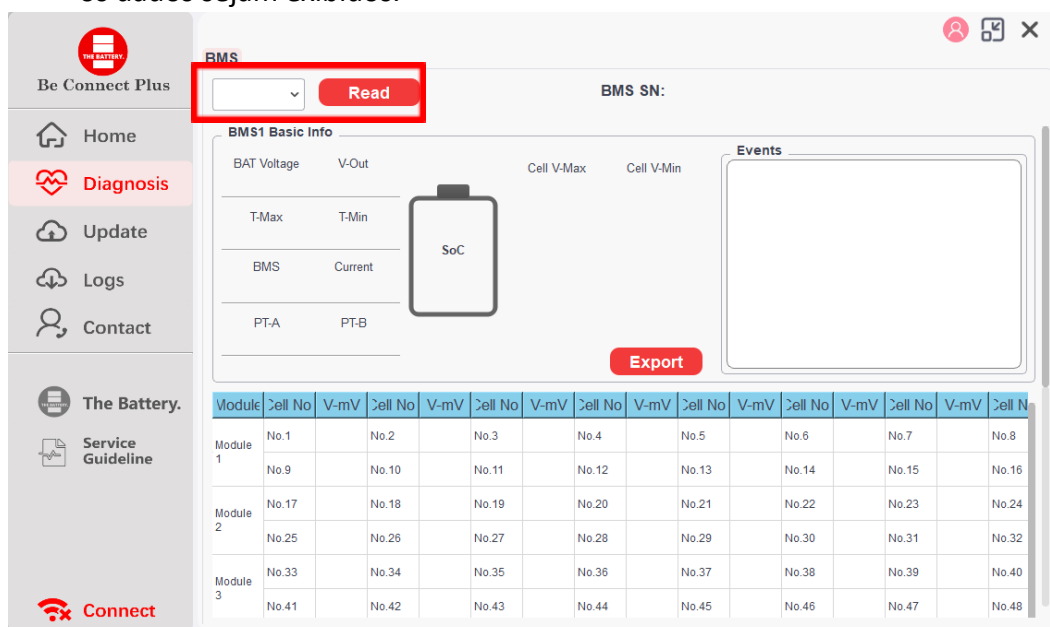 THE BATTERY.
Be Connect Plus
Home
Diagnosis
Update
Logs
Contact
The Battery.
Service
Guideline
Connect
BMS
Read
BMS SN:
BMS1 Basic Info
BAT Voltage V-Out
T-Max T-Min
BMS Current
PT-A PT-B
SoC
Cell V-Max Cell V-Min
Export
Events
Module Cell No V-mV Cell No V-mV Cell No V-mV Cell No V-mV Cell No V-mV Cell No V-mV Cell No V-mV Cell N
Module 1
No.1 No.2 No.3 No.4 No.5 No.6 No.7 No.8
No.9 No.10 No.11 No.12 No.13 No.14 No.15 No.16
Module 2
No.17 No.18 No.19 No.20 No.21 No.22 No.23 No.24
No.25 No.26 No.27 No.28 No.29 No.30 No.31 No.32
Module 3
No.33 No.34 No.35 No.36 No.37 No.38 No.39 No.40
No.41 No.42 No.43 No.44 No.45 No.46 No.47 No.48